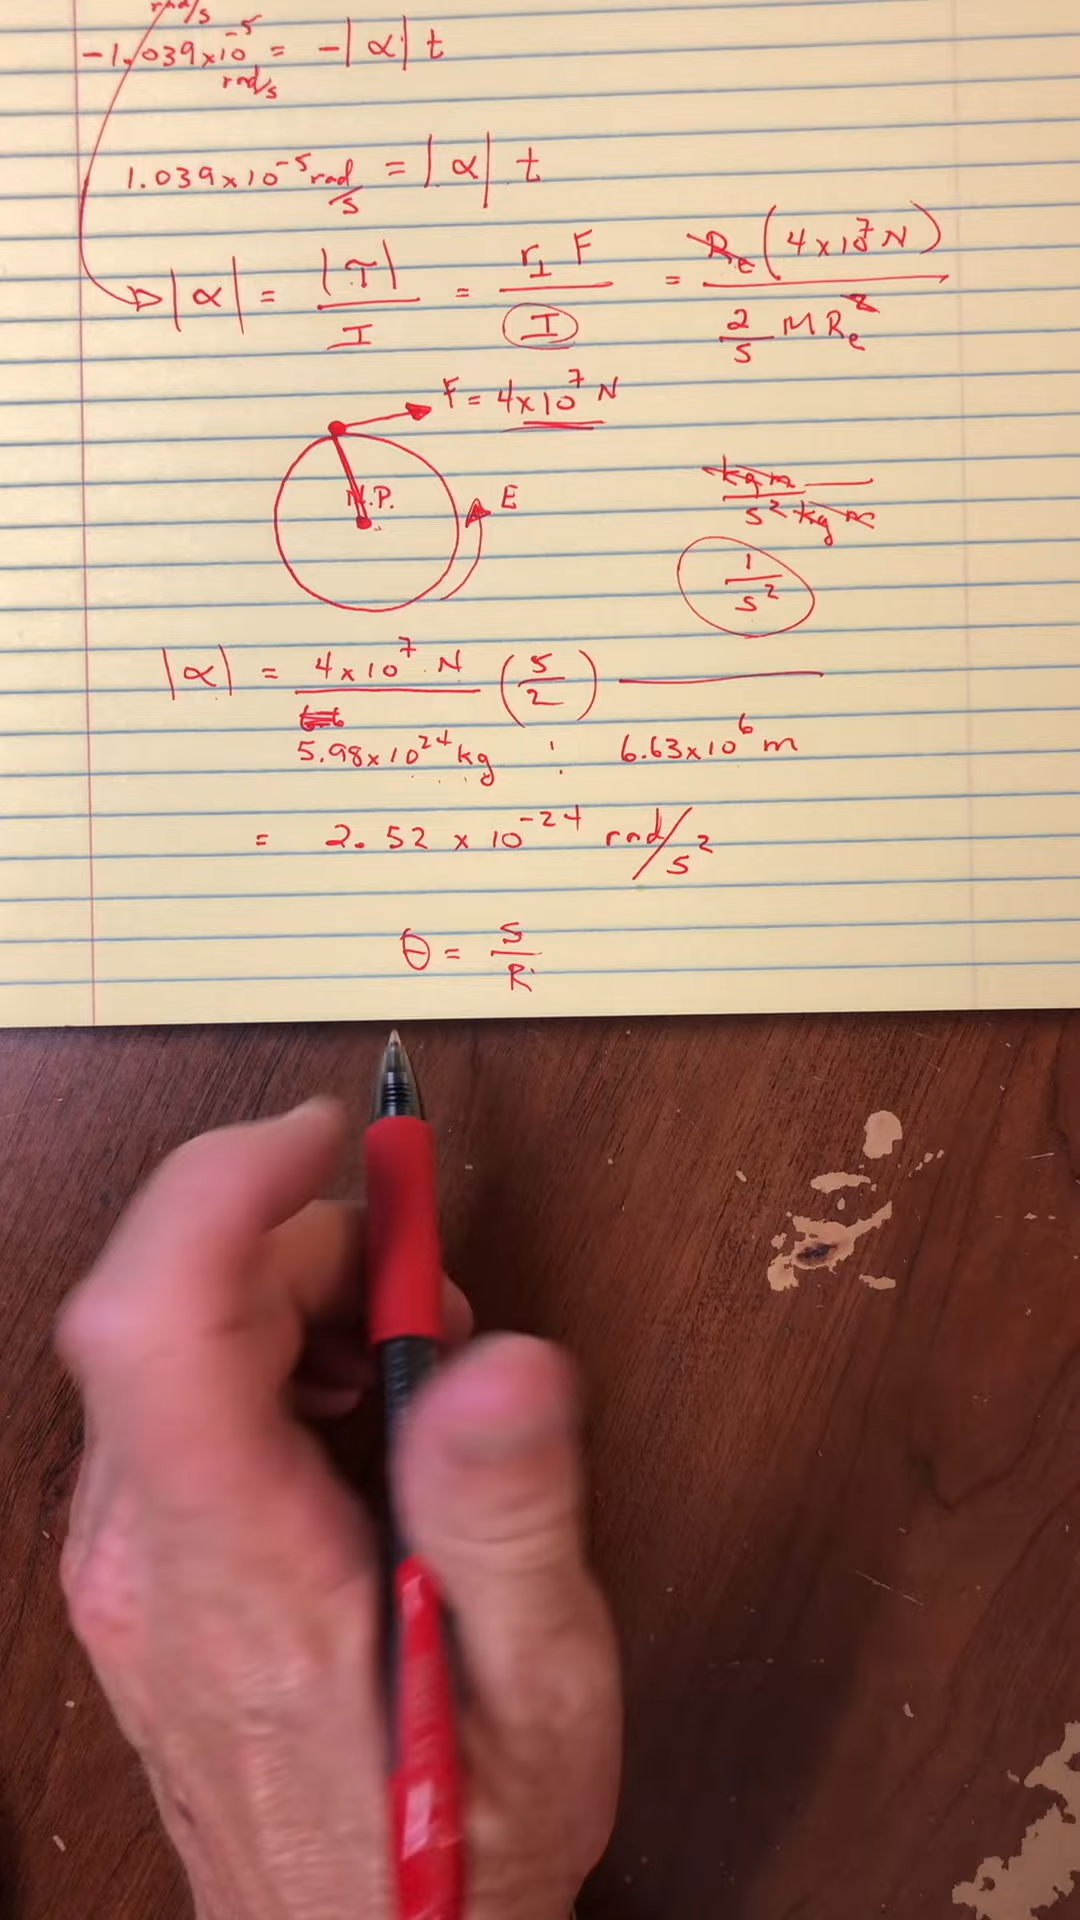 rad/s
-1.039x10^-5 = -|α| t
rad/s
1.039x10^-5 rad/s = |α| t
|α| = |τ|/I = r⊥ F/I = Re (4x10^7 N)/(2/5 M Re^2)
F = 4x10^7 N
N.P.
E
kg m/s^2 kg m
1/s^2
|α| = 4x10^7 N/5.98x10^24 kg (5/2) /6.63x10^6 m
= 2.52 x 10^-24 rad/s^2
θ = S/R